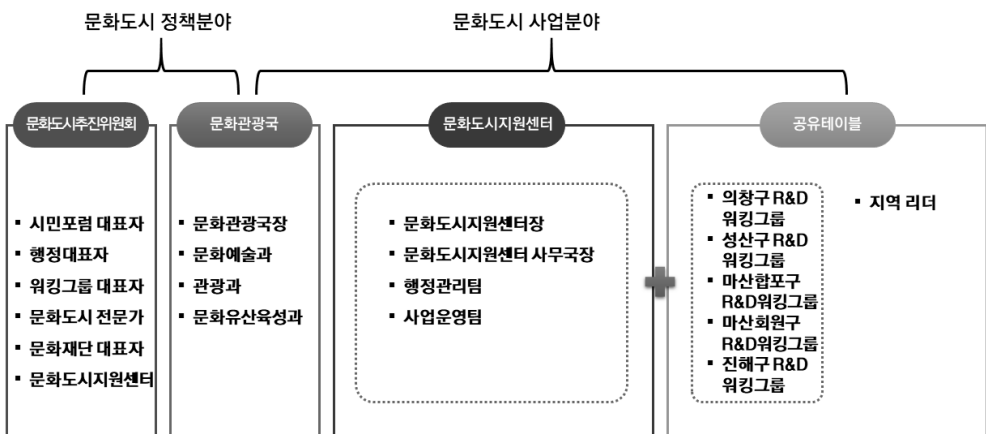 문화도시 정책분야
문화도시 사업분야
문화도시추진위원회
문화관광국
문화도시지원센터
공유테이블
▪ 시민포럼 대표자
▪ 행정대표자
▪ 워킹그룹 대표자
▪ 문화도시 전문가
▪ 문화재단 대표자
▪ 문화도시지원센터
▪ 문화관광국장
▪ 문화예술과
▪ 관광과
▪ 문화유산육성과
▪ 문화도시지원센터장
▪ 문화도시지원센터 사무국장
▪ 행정관리팀
▪ 사업운영팀
▪ 의창구 R&D
워킹그룹
▪ 성산구 R&D
워킹그룹
▪ 마산합포구
R&D워킹그룹
▪ 마산회원구
R&D워킹그룹
▪ 진해구 R&D
워킹그룹
▪ 지역 리더